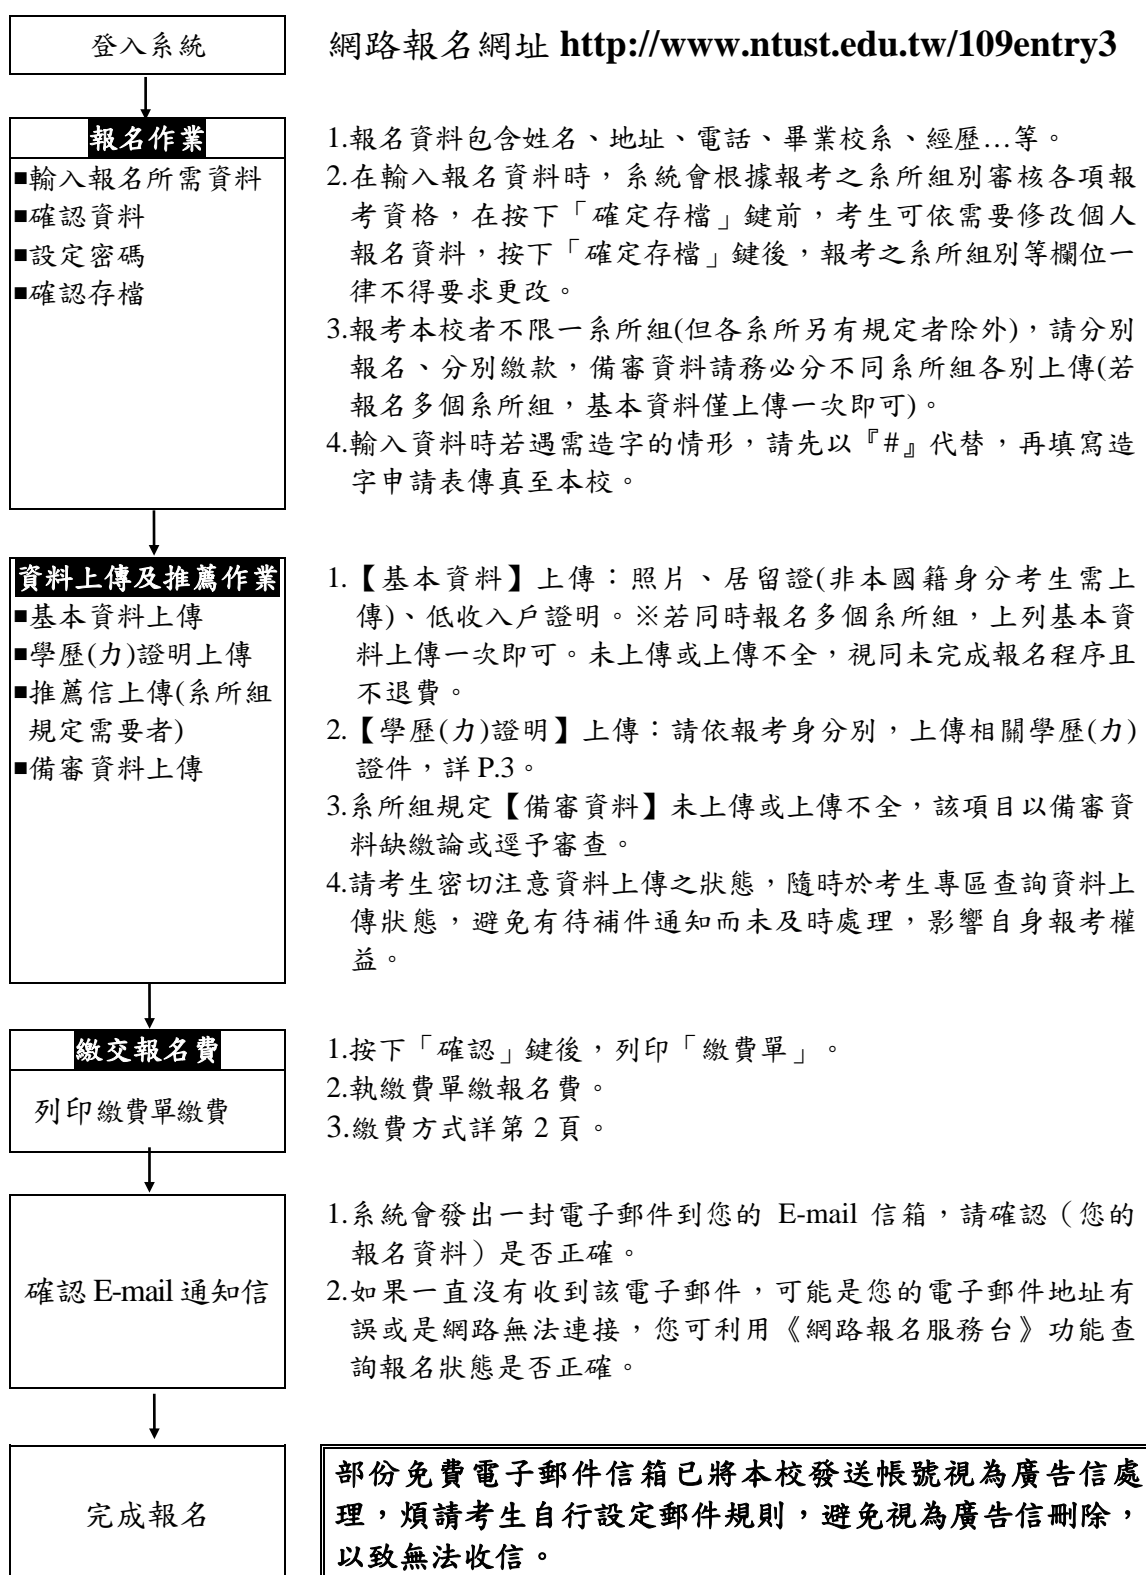 登入系統
網路報名網址 http://www.ntust.edu.tw/109entry3
報名作業
■輸入報名所需資料
■確認資料
■設定密碼
■確認存檔
1.報名資料包含姓名、地址、電話、畢業校系、經歷…等。
2.在輸入報名資料時，系統會根據報考之系所組別審核各項報
考資格，在按下「確定存檔」鍵前，考生可依需要修改個人
報名資料，按下「確定存檔」鍵後，報考之系所組別等欄位一
律不得要求更改。
3.報考本校者不限一系所組(但各系所另有規定者除外)，請分別
報名、分別繳款，備審資料請務必分不同系所組各別上傳(若
報名多個系所組，基本資料僅上傳一次即可)。
4.輸入資料時若遇需造字的情形，請先以『#』代替，再填寫造
字申請表傳真至本校。
資料上傳及推薦作業
■基本資料上傳
■學歷(力)證明上傳
■推薦信上傳(系所組
規定需要者)
■備審資料上傳
1.【基本資料】上傳：照片、居留證(非本國籍身分考生需上
傳)、低收入戶證明。※若同時報名多個系所組，上列基本資
料上傳一次即可。未上傳或上傳不全，視同未完成報名程序且
不退費。
2.【學歷(力)證明】上傳：請依報考身分別，上傳相關學歷(力)
證件，詳 P.3。
3.系所組規定【備審資料】未上傳或上傳不全，該項目以備審資
料缺繳論或逕予審查。
4.請考生密切注意資料上傳之狀態，隨時於考生專區查詢資料上
傳狀態，避免有待補件通知而未及時處理，影響自身報考權
益。
繳交報名費
列印繳費單繳費
1.按下「確認」鍵後，列印「繳費單」。
2.執繳費單繳報名費。
3.繳費方式詳第 2 頁。
確認 E-mail 通知信
1.系統會發出一封電子郵件到您的 E-mail 信箱，請確認（您的
報名資料）是否正確。
2.如果一直沒有收到該電子郵件，可能是您的電子郵件地址有
誤或是網路無法連接，您可利用《網路報名服務台》功能查
詢報名狀態是否正確。
完成報名
部份免費電子郵件信箱已將本校發送帳號視為廣告信處
理，煩請考生自行設定郵件規則，避免視為廣告信刪除，
以致無法收信。